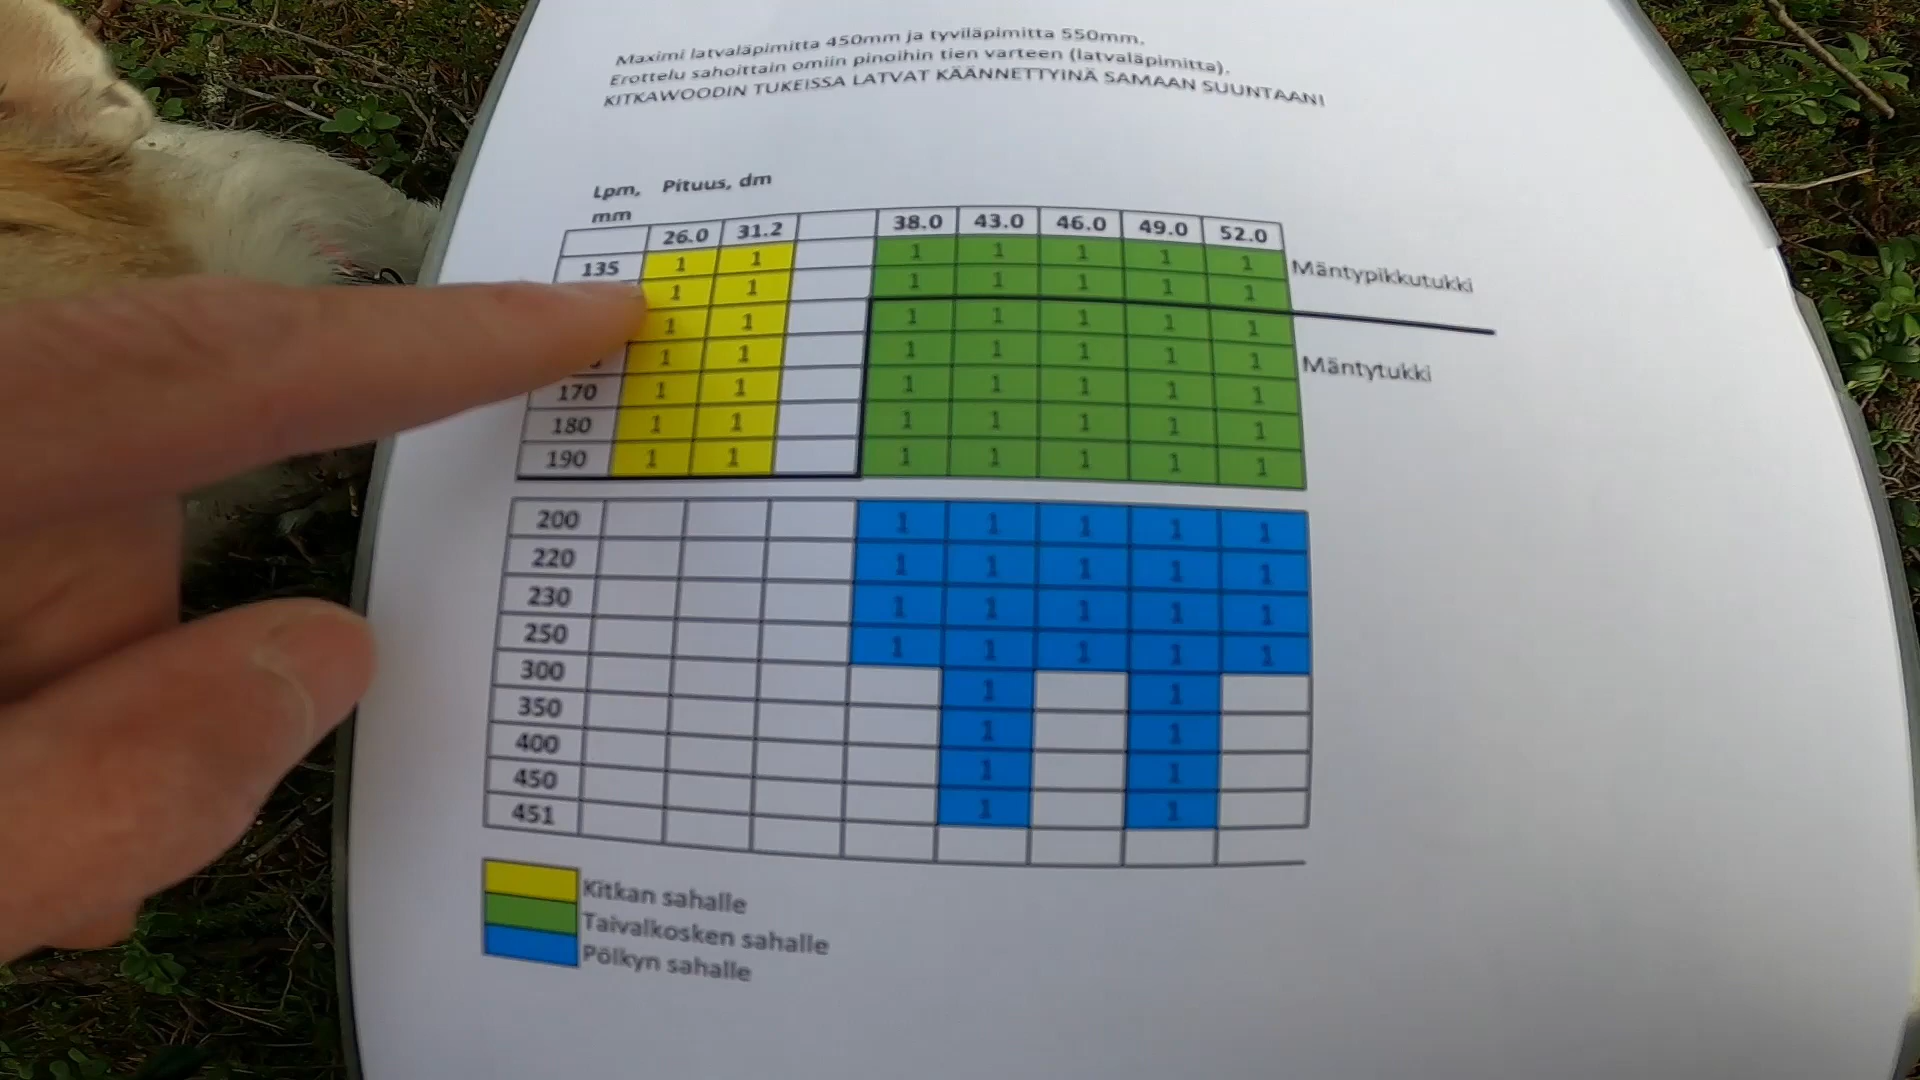 Maximi latvaläpimitta 450mm ja tyviläpimitta 550mm.
Erottelu sahoittain omiin pinoihin tien varteen (latvaläpimitta).
KITKAWOODIN TUKEISSA LATVAT KÄÄNNETTYINÄ SAMAAN SUUNTAAN!
Lpm, mm Pituus, dm
26.0 31.2 38.0 43.0 46.0 49.0 52.0
135 1 1 1 1 1 1 1 Mäntypikkutukki
1 1 1 1 1 1 1
1 1 1 1 1 1 1
1 1 1 1 1 1 1 Mäntytukki
170 1 1 1 1 1 1 1
180 1 1 1 1 1 1 1
190 1 1 1 1 1 1 1
200 1 1 1 1 1
220 1 1 1 1 1
230 1 1 1 1 1
250 1 1 1 1 1
300 1 1
350 1 1
400 1 1
450 1 1
451
Kitkan sahalle
Taivalkosken sahalle
Pölkyn sahalle